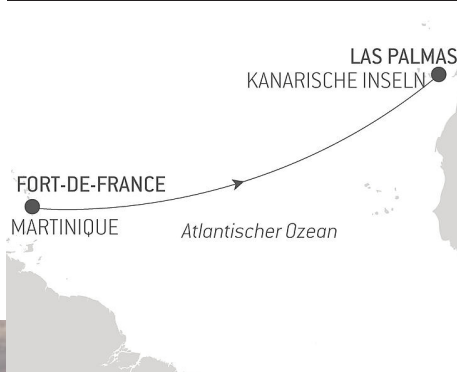 LAS PALMAS
KANARISCHE INSELN
FORT-DE-FRANCE
MARTINIQUE
Atlantischer Ozean